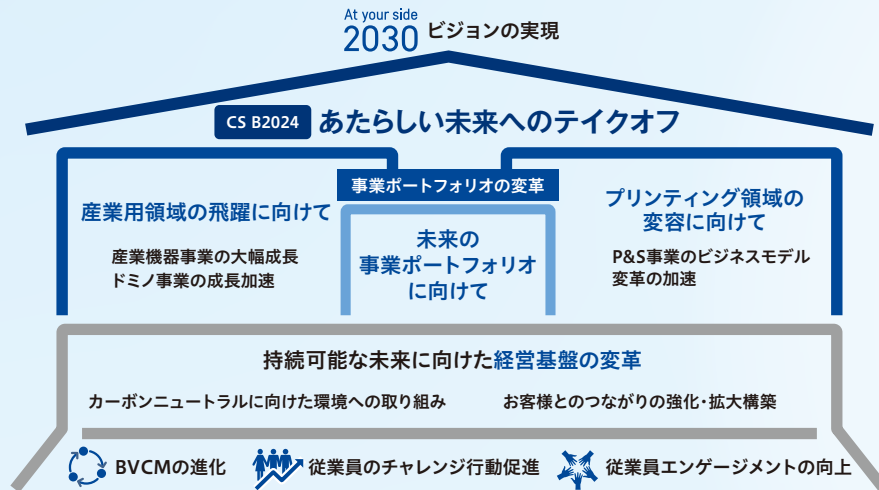 At your side
2030 ビジョンの実現
CS B2024 あたらしい未来へのテイクオフ
事業ポートフォリオの変革
産業用領域の飛躍に向けて
産業機器事業の大幅成長
ドミノ事業の成長加速
未来の
事業ポートフォリオ
に向けて
プリンティング領域の
変容に向けて
P&S事業のビジネスモデル
変革の加速
持続可能な未来に向けた経営基盤の変革
カーボンニュートラルに向けた環境への取り組み
お客様とのつながりの強化・拡大構築
BVCMの進化
従業員のチャレンジ行動促進
従業員エンゲージメントの向上